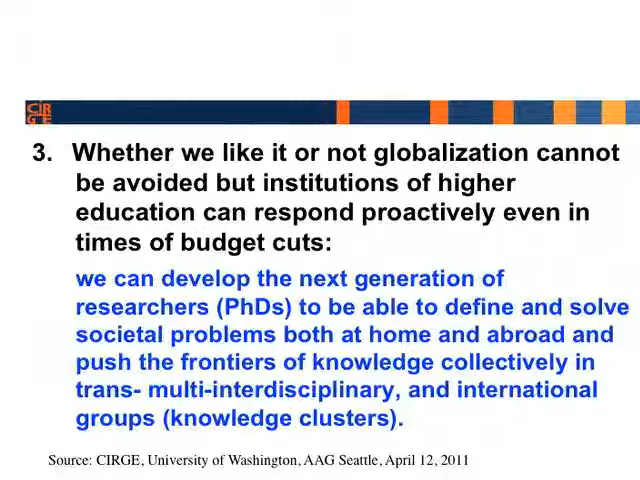 CIR
GE
3. Whether we like it or not globalization cannot
be avoided but institutions of higher
education can respond proactively even in
times of budget cuts:
we can develop the next generation of
researchers (PhDs) to be able to define and solve
societal problems both at home and abroad and
push the frontiers of knowledge collectively in
trans- multi-interdisciplinary, and international
groups (knowledge clusters).
Source: CIRGE, University of Washington, AAG Seattle, April 12, 2011